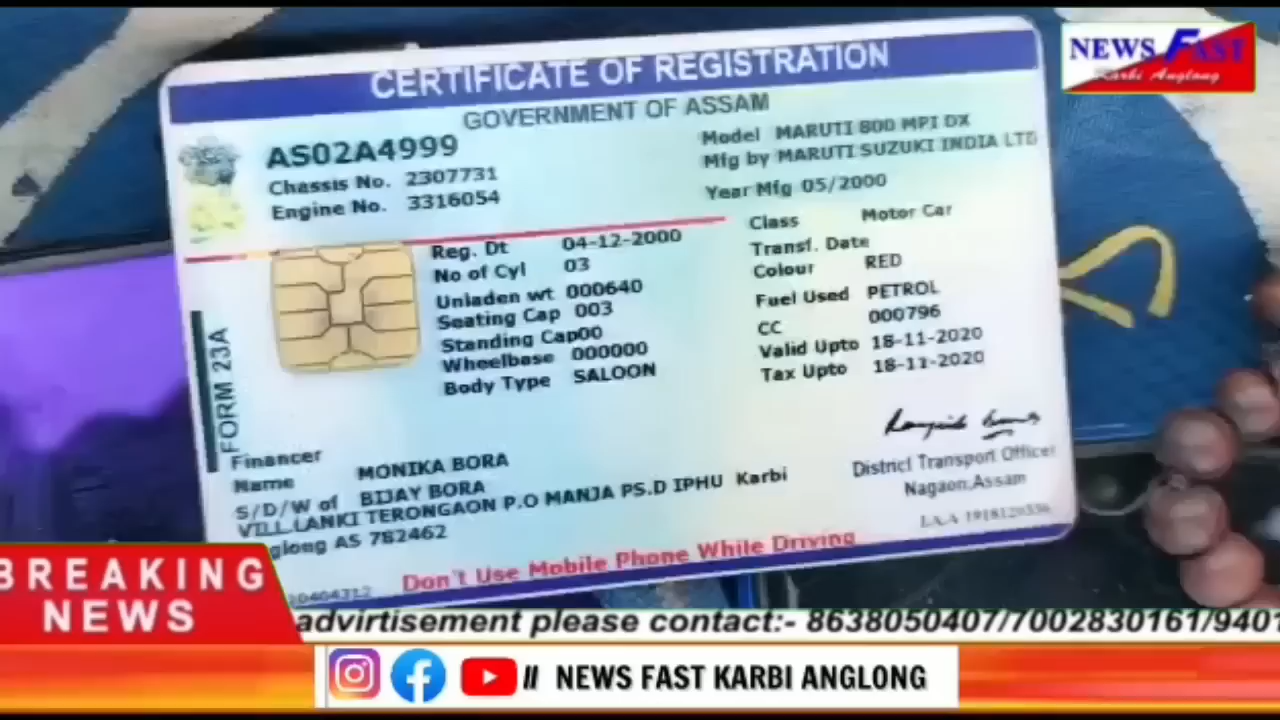 NEWS FAST
Karbi Anglong
CERTIFICATE OF REGISTRATION
GOVERNMENT OF ASSAM
AS02A4999
Chassis No. 2307731
Engine No. 3316054
Model MARUTI 800 MPI DX
Mfg by MARUTI SUZUKI INDIA LTD
Year Mfg 05/2000
Reg. Dt 04-12-2000
No of Cyl 03
Unladen wt 000640
Seating Cap 003
Standing Cap00
Wheelbase 000000
Body Type SALOON
Class Motor Car
Transf. Date
Colour RED
Fuel Used PETROL
CC 000796
Valid Upto 18-11-2020
Tax Upto 18-11-2020
FORM 23A
Financer
Name MONIKA BORA
S/D/W of BIJAY BORA
VILL.LANKI TERONGAON P.O MANJA PS.D IPHU Karbi
glong AS 782462
District Transport Officer
Nagaon,Assam
Don't Use Mobile Phone While Driving
BREAKING
NEWS
advirtisement please contact:- 8638050407/7002830161/9401
// NEWS FAST KARBI ANGLONG